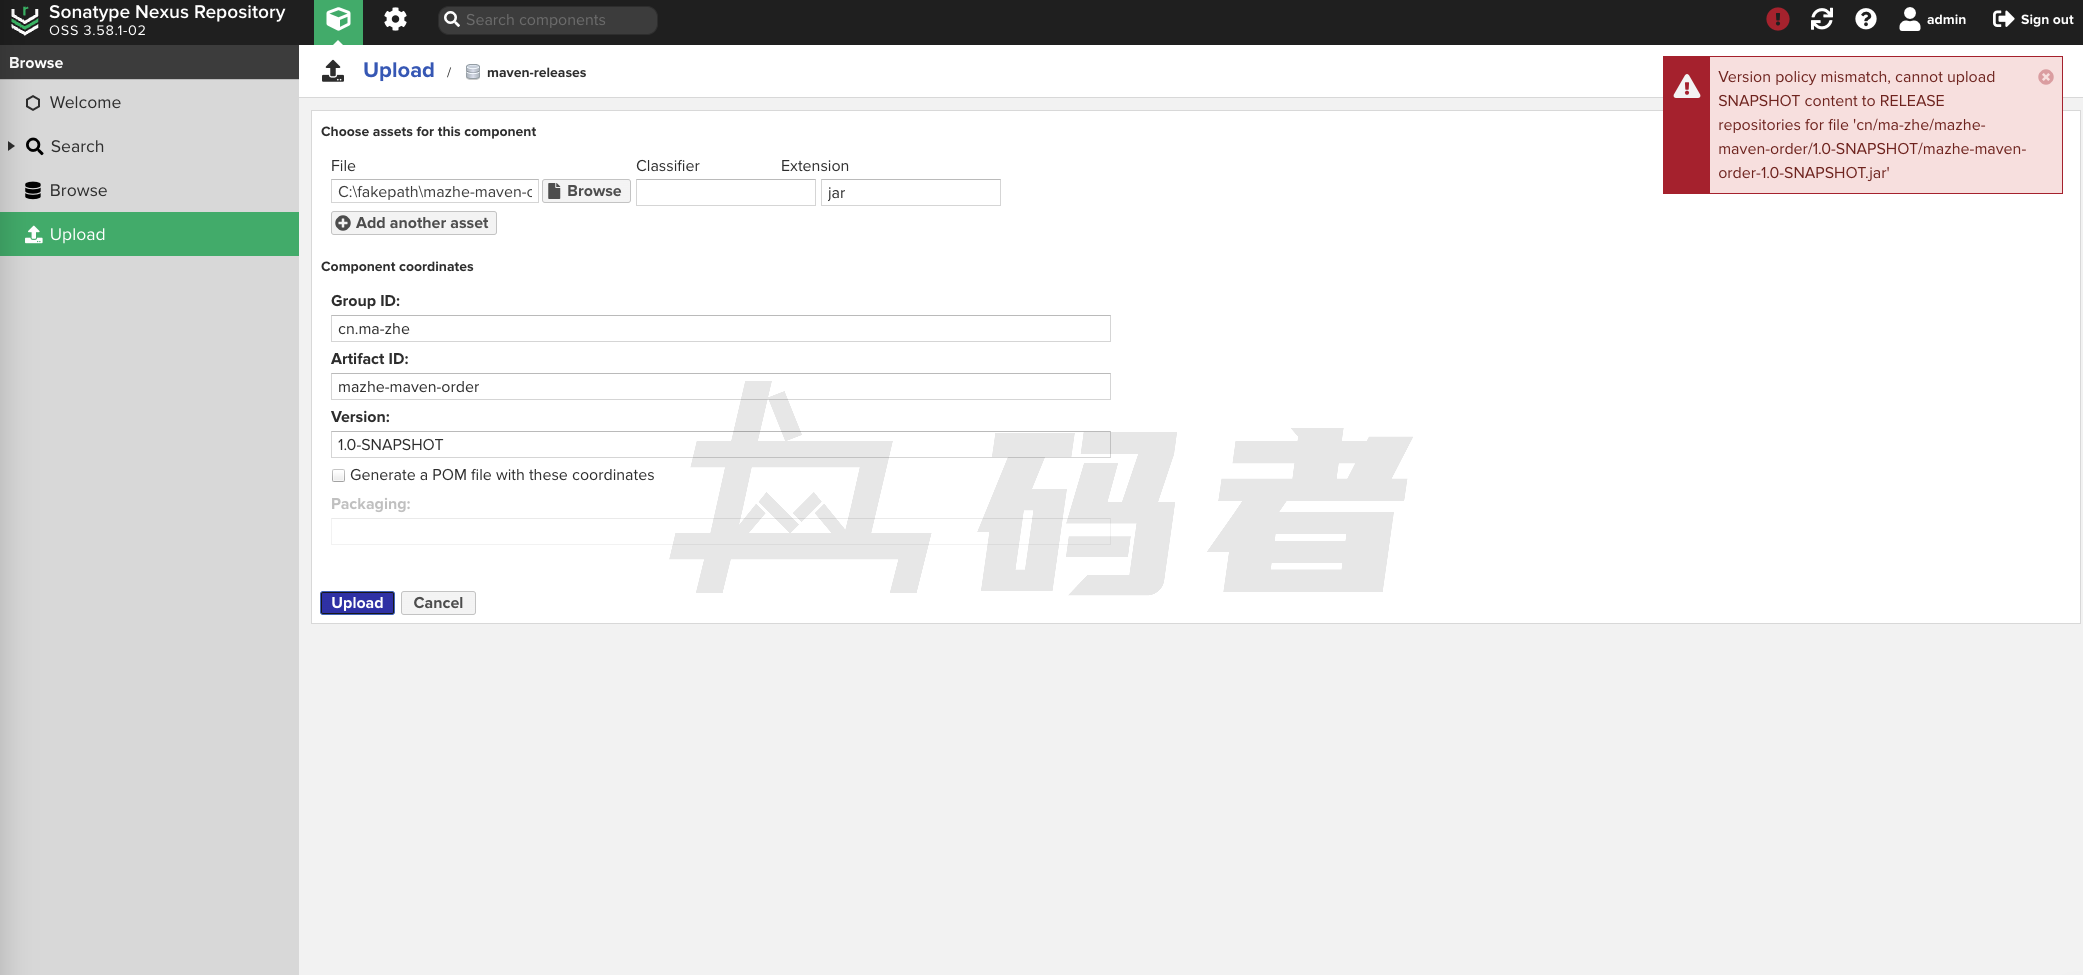 Sonatype Nexus Repository
OSS 3.58.1-02
Search components
admin
Sign out
Browse
Welcome
Search
Browse
Upload
Upload / maven-releases
Version policy mismatch, cannot upload
SNAPSHOT content to RELEASE
repositories for file 'cn/ma-zhe/mazhe-
maven-order/1.0-SNAPSHOT/mazhe-maven-
order-1.0-SNAPSHOT.jar'
Choose assets for this component
File Classifier Extension
C:\fakepath\mazhe-maven-c Browse jar
Add another asset
Component coordinates
Group ID:
cn.ma-zhe
Artifact ID:
mazhe-maven-order
Version:
1.0-SNAPSHOT
Generate a POM file with these coordinates
Packaging:
码者
Upload Cancel